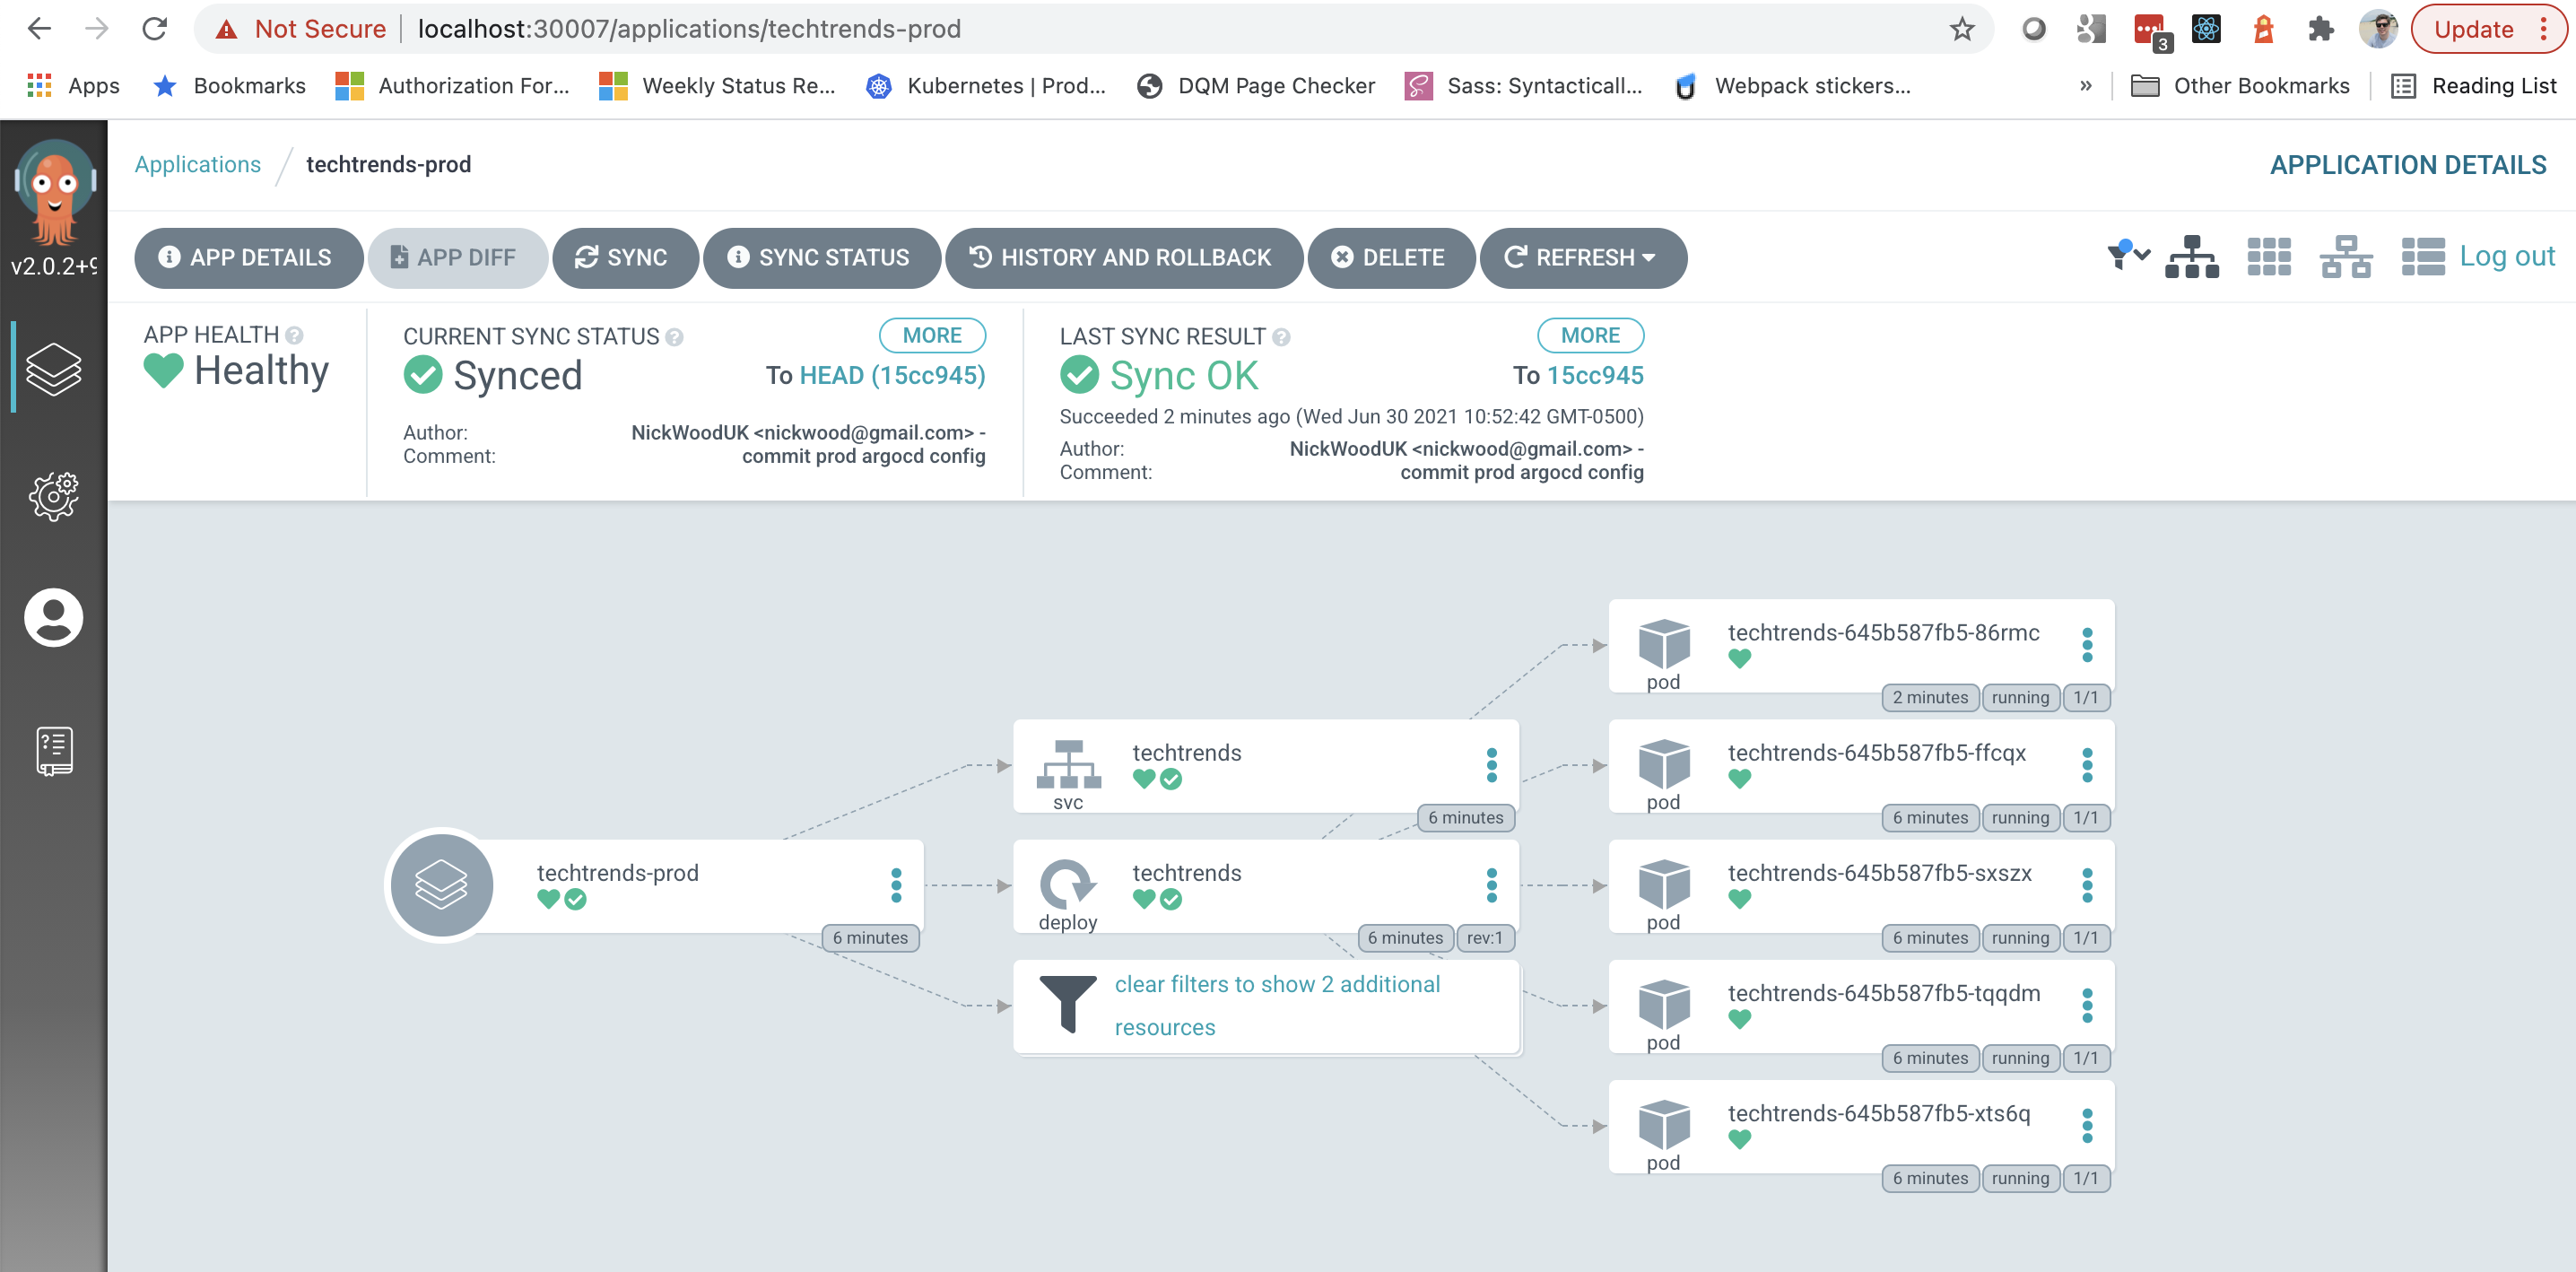 Not Secure localhost:30007/applications/techtrends-prod
3
Update
Apps Bookmarks Authorization For... Weekly Status Re... Kubernetes | Prod... DQM Page Checker Sass: Syntacticall... Webpack stickers... » Other Bookmarks Reading List
Applications / techtrends-prod
APPLICATION DETAILS
v2.0.2+9
APP DETAILS APP DIFF SYNC SYNC STATUS HISTORY AND ROLLBACK DELETE REFRESH Log out
APP HEALTH
Healthy
CURRENT SYNC STATUS MORE
Synced To HEAD (15cc945)
Author: NickWoodUK <nickwood@gmail.com> -
Comment: commit prod argocd config
LAST SYNC RESULT MORE
Sync OK To 15cc945
Succeeded 2 minutes ago (Wed Jun 30 2021 10:52:42 GMT-0500)
Author: NickWoodUK <nickwood@gmail.com> -
Comment: commit prod argocd config
techtrends-prod
6 minutes
techtrends
svc
6 minutes
techtrends
deploy
6 minutes rev:1
clear filters to show 2 additional
resources
techtrends-645b587fb5-86rmc
pod
2 minutes running 1/1
techtrends-645b587fb5-ffcqx
pod
6 minutes running 1/1
techtrends-645b587fb5-sxszx
pod
6 minutes running 1/1
techtrends-645b587fb5-tqqdm
pod
6 minutes running 1/1
techtrends-645b587fb5-xts6q
pod
6 minutes running 1/1